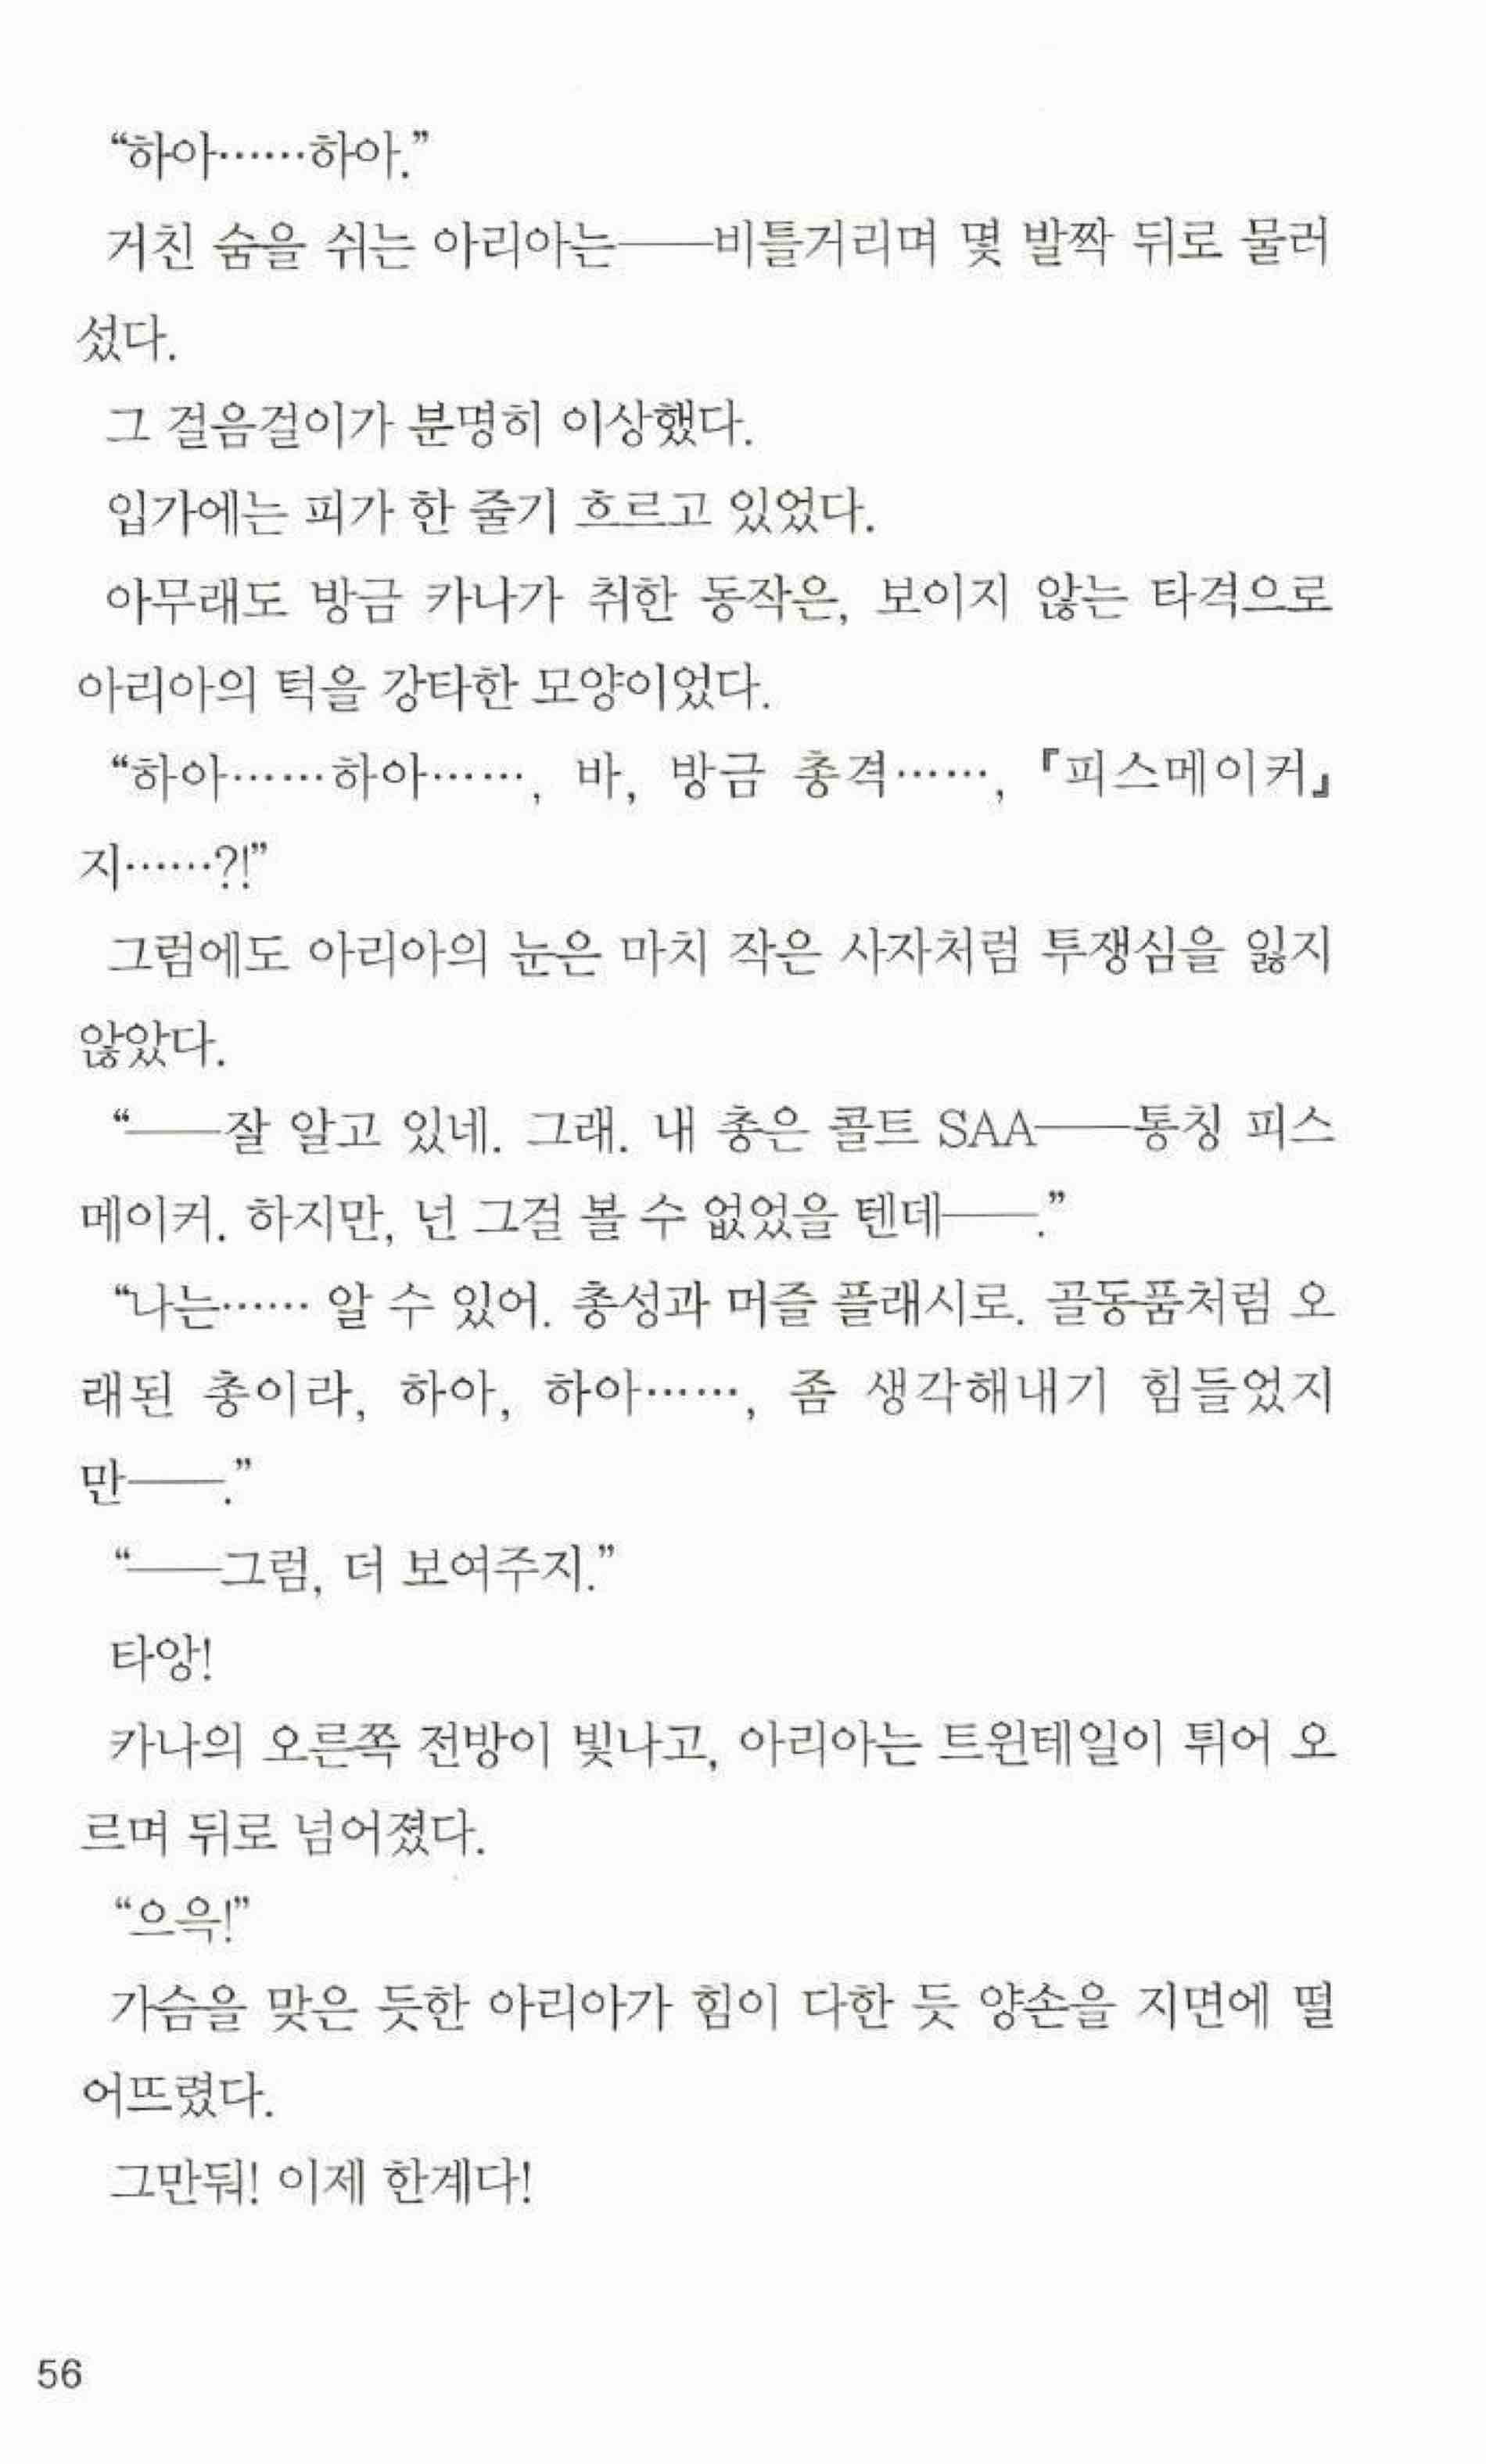 “하아……하아.”
거친 숨을 쉬는 아리아는──비틀거리며 몇 발짝 뒤로 물러
섰다.
그 걸음걸이가 분명히 이상했다.
입가에는 피가 한 줄기 흐르고 있었다.
아무래도 방금 카나가 취한 동작은, 보이지 않는 타격으로
아리아의 턱을 강타한 모양이었다.
“하아……하아……, 바, 방금 총격……, 『피스메이커』
지……?!”
그럼에도 아리아의 눈은 마치 작은 사자처럼 투쟁심을 잃지
않았다.
“──잘 알고 있네. 그래. 내 총은 콜트 SAA──통칭 피스
메이커. 하지만, 넌 그걸 볼 수 없었을 텐데──.”
“나는…… 알 수 있어. 총성과 머즐 플래시로. 골동품처럼 오
래된 총이라, 하아, 하아……, 좀 생각해내기 힘들었지
만──.”
“──그럼, 더 보여주지.”
타앙!
카나의 오른쪽 전방이 빛나고, 아리아는 트윈테일이 튀어 오
르며 뒤로 넘어졌다.
“으윽!”
가슴을 맞은 듯한 아리아가 힘이 다한 듯 양손을 지면에 떨
어뜨렸다.
그만둬! 이제 한계다!
56